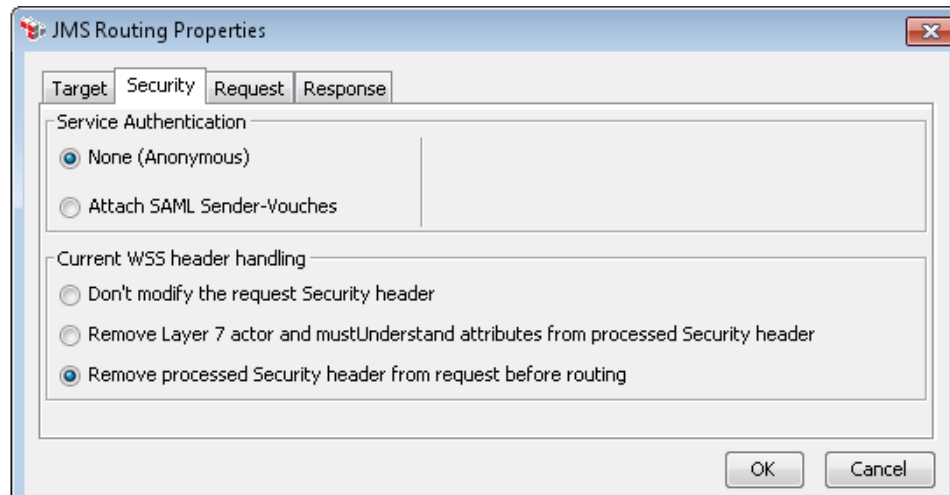 JMS Routing Properties
Target Security Request Response
Service Authentication
None (Anonymous)
Attach SAML Sender-Vouches
Current WSS header handling
Don't modify the request Security header
Remove Layer 7 actor and mustUnderstand attributes from processed Security header
Remove processed Security header from request before routing
OK Cancel